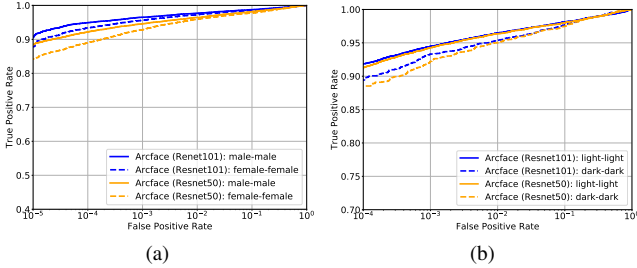 1.0
0.9
0.8
0.7
0.6
0.5
0.4
True Positive Rate
Arcface (Renet101): male-male
Arcface (Resnet101): female-female
Arcface (Resnet50): male-male
Arcface (Resnet50): female-female
10⁻⁵ 10⁻⁴ 10⁻³ 10⁻² 10⁻¹ 10⁰
False Positive Rate
(a)
1.00
0.95
0.90
0.85
0.80
0.75
0.70
True Positive Rate
Arcface (Resnet101): light-light
Arcface (Resnet101): dark-dark
Arcface (Resnet50): light-light
Arcface (Resnet50): dark-dark
10⁻⁴ 10⁻³ 10⁻² 10⁻¹ 10⁰
False Positive Rate
(b)